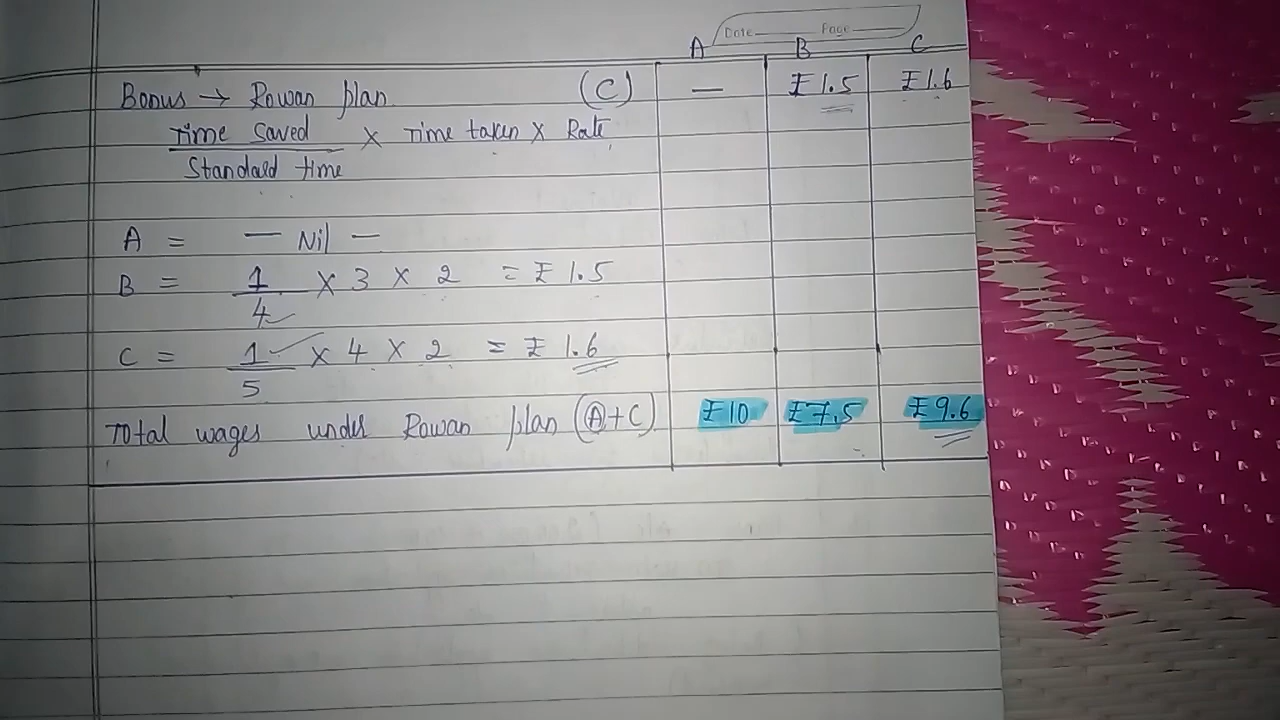 Date Page
A B C
Bonus → Rowan plan (C) — ₹1.5 ₹1.6
Time Saved × Time taken × Rate
Standard time
A = — Nil —
B = 1 × 3 × 2 = ₹1.5
4
C = 1 × 4 × 2 = ₹1.6
5
Total wages under Rowan plan (A+C) ₹10 ₹7.5 ₹9.6